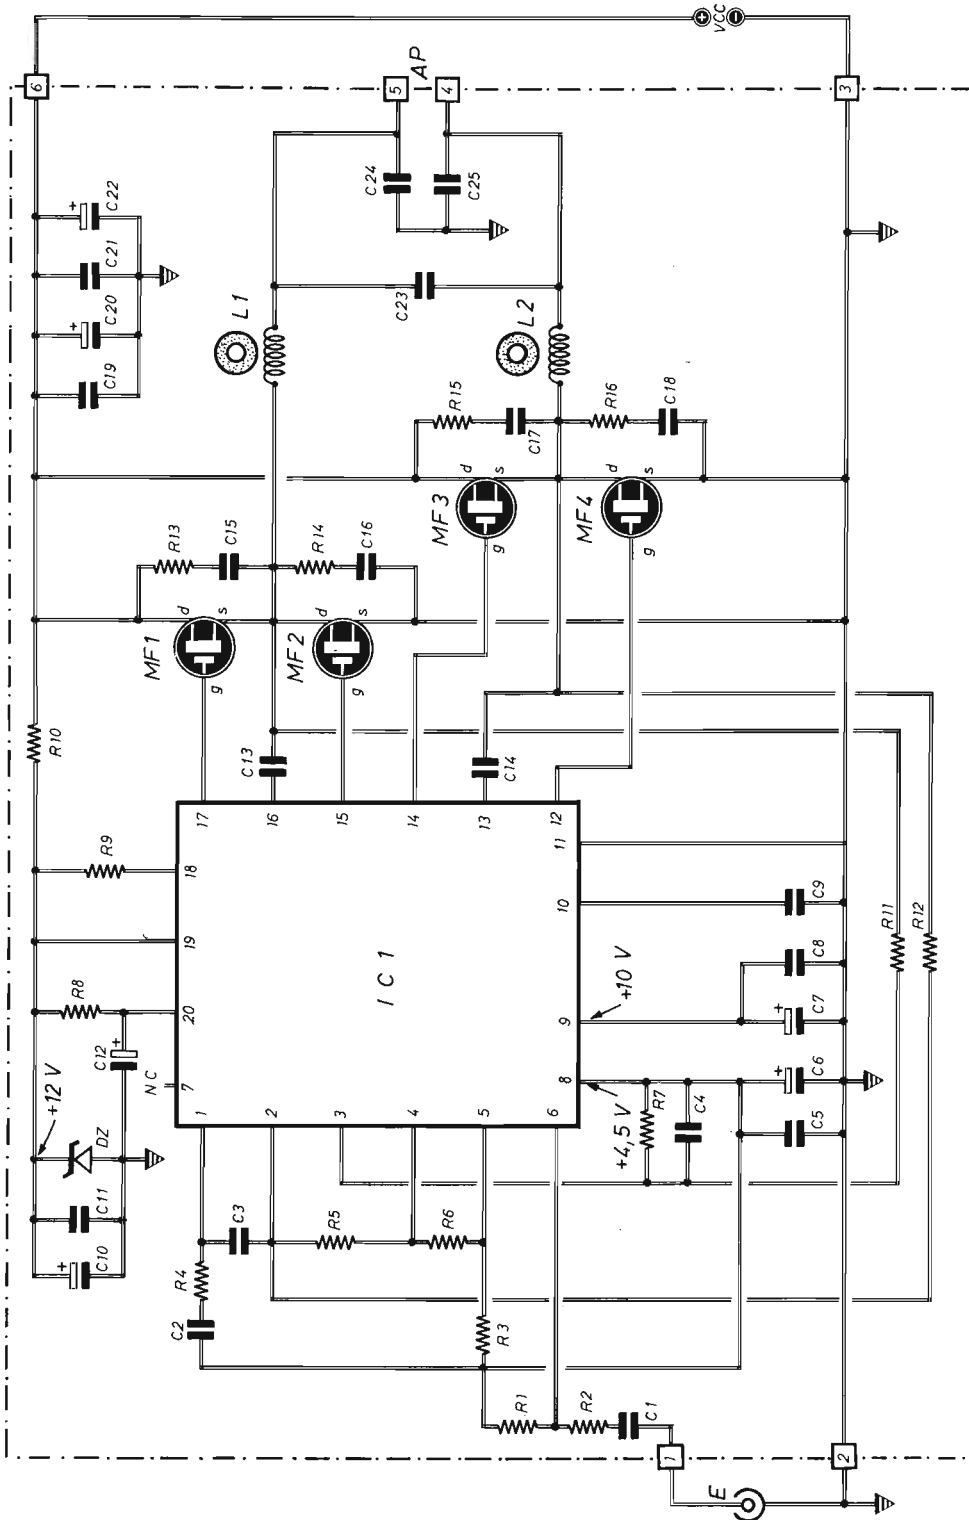 6
+ −
VCC
3
5
AP
4
C24
C25
+
C22
C21
+
C20
C19
C23
L1
L2
R15
C17
R16
C18
d
s
MF3
g
d
s
MF4
g
R13
C15
R14
C16
d
s
MF1
g
d
s
MF2
g
R10
C13
C14
R9
17
16
15
14
13
12
18
19
20
7
11
10
9
8
IC1
R8
+
C12
NC
+12 V
DZ
C11
+
C10
+10 V
+4,5 V
C9
C8
+
C7
+
C6
C5
R11
R12
R7
C4
1
2
3
4
5
6
C3
R5
R6
R4
C2
R3
R1
R2
C1
1
2
E